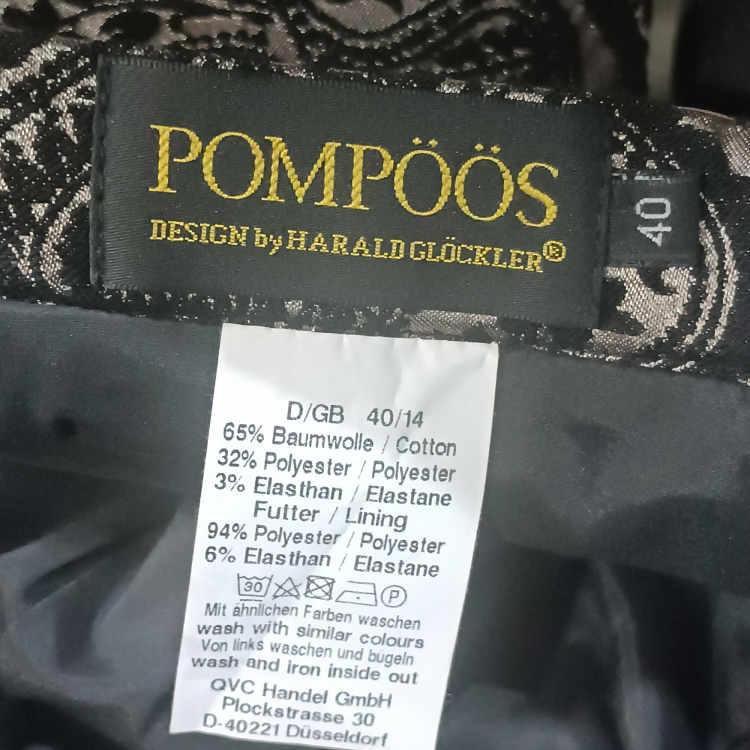 POMPÖÖS
DESIGN by HARALD GLÖCKLER®
40
D/GB 40/14
65% Baumwolle / Cotton
32% Polyester / Polyester
3% Elasthan / Elastane
Futter / Lining
94% Polyester / Polyester
6% Elasthan / Elastane
30 P
Mit ähnlichen Farben waschen
wash with similar colours
Von links waschen und bügeln
wash and iron inside out
QVC Handel GmbH
Plockstrasse 30
D-40221 Düsseldorf